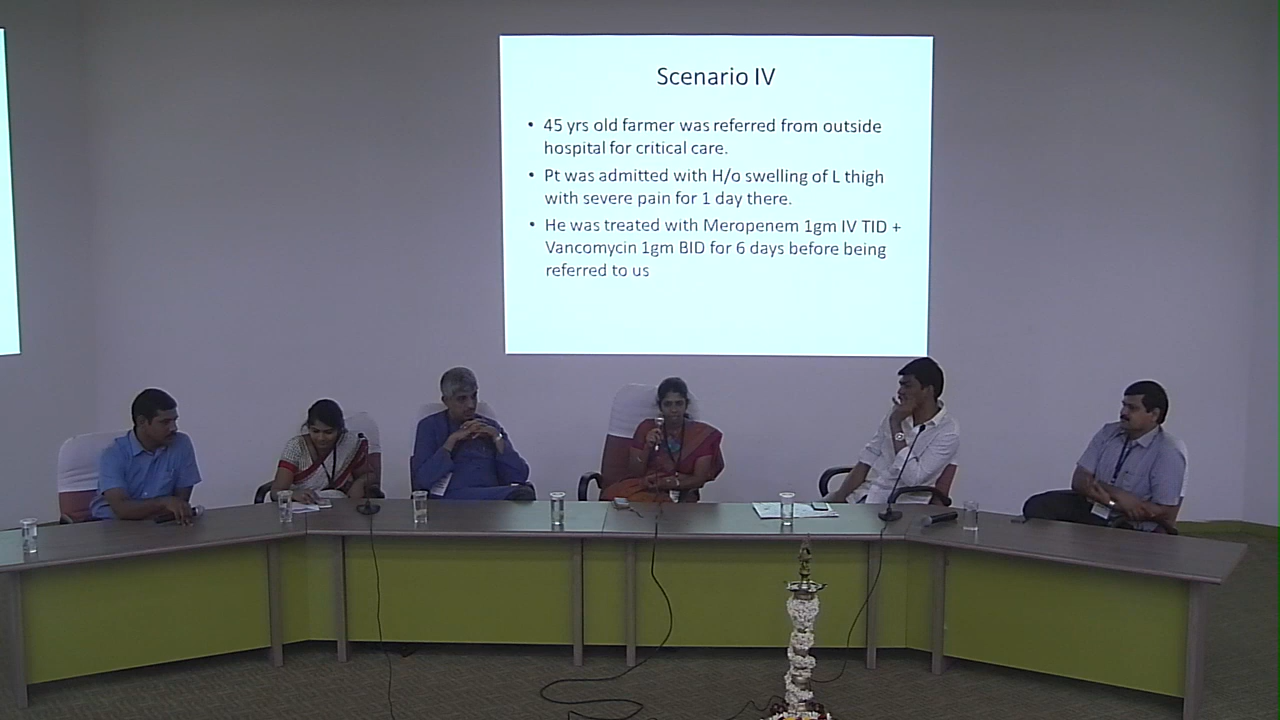 Scenario IV
• 45 yrs old farmer was referred from outside
hospital for critical care.
• Pt was admitted with H/o swelling of L thigh
with severe pain for 1 day there.
• He was treated with Meropenem 1gm IV TID +
Vancomycin 1gm BID for 6 days before being
referred to us